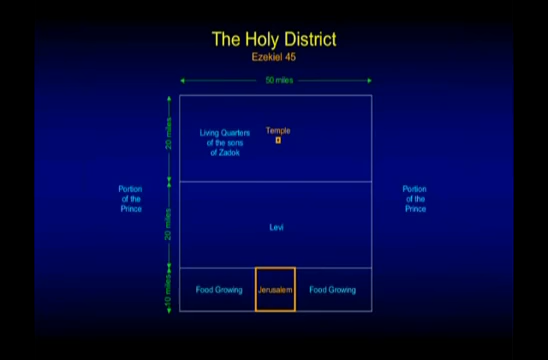 The Holy District
Ezekiel 45
50 miles
20 miles
Living Quarters
of the sons
of Zadok
Temple
Portion
of the
Prince
20 miles
Levi
Portion
of the
Prince
10 miles
Food Growing
Jerusalem
Food Growing